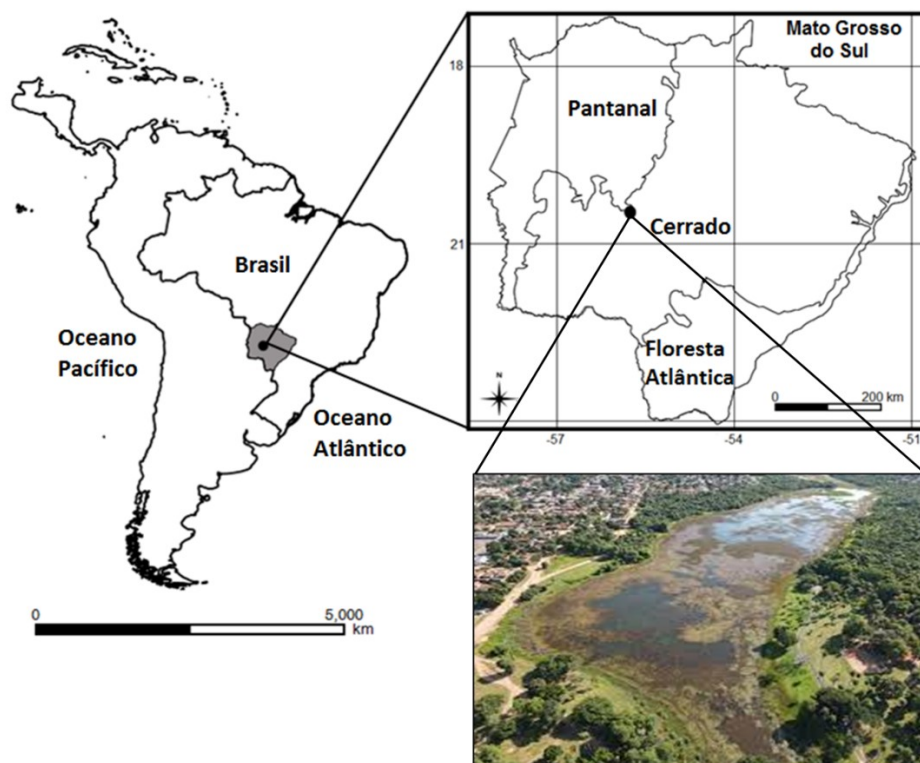 Brasil
Oceano
Pacífico
Oceano
Atlântico
0 5,000
km
Mato Grosso
do Sul
18
Pantanal
Cerrado
21
Floresta
Atlântica
N
0 200 km
-57 -54 -51